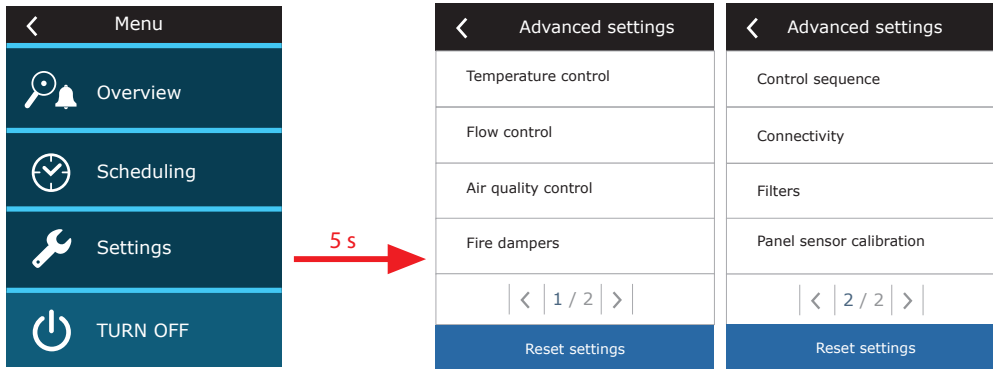 Menu
Overview
Scheduling
Settings
TURN OFF
5 s
Advanced settings
Temperature control
Flow control
Air quality control
Fire dampers
1 / 2
Reset settings
Advanced settings
Control sequence
Connectivity
Filters
Panel sensor calibration
2 / 2
Reset settings